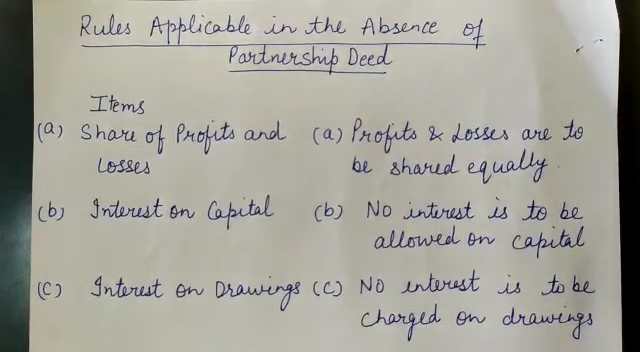 Rules Applicable in the Absence of
Partnership Deed
Items
(a) Share of Profits and (a) Profits & Losses are to
Losses be shared equally.
(b) Interest on Capital (b) No interest is to be
allowed on capital
(c) Interest on Drawings (c) No interest is to be
charged on drawings